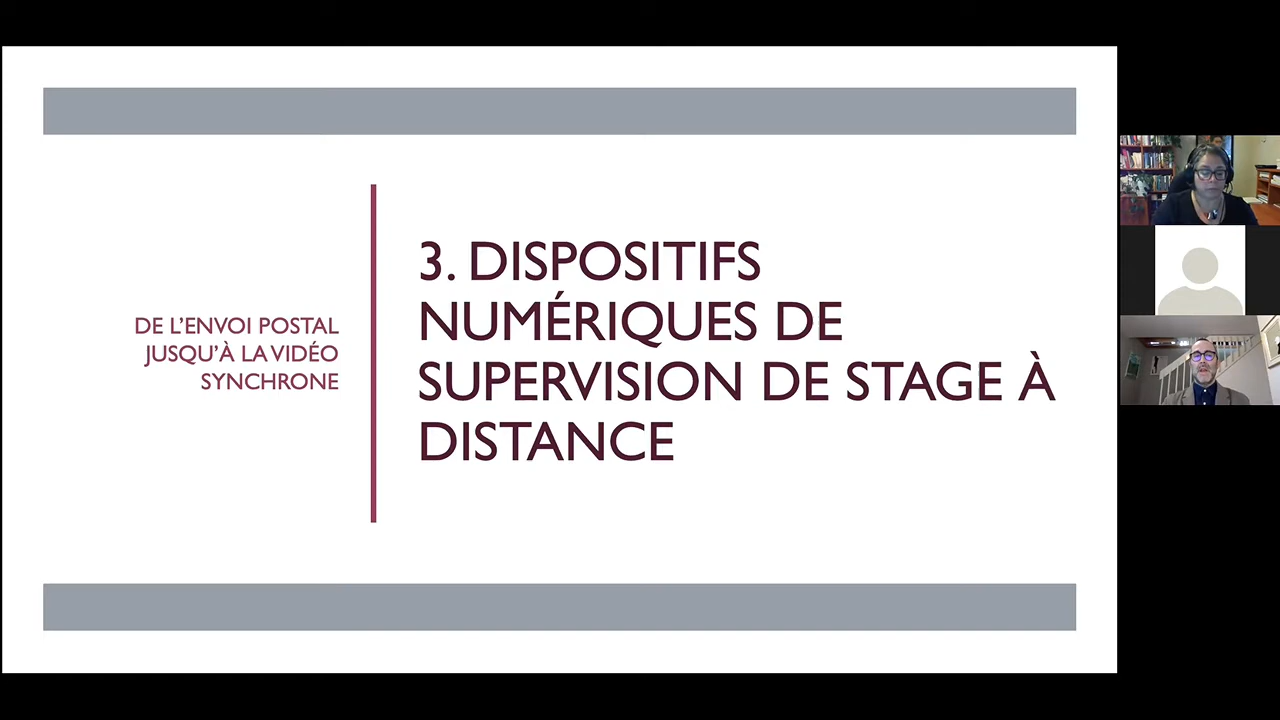 DE L'ENVOI POSTAL
JUSQU'À LA VIDÉO
SYNCHRONE
3. DISPOSITIFS
NUMÉRIQUES DE
SUPERVISION DE STAGE À
DISTANCE